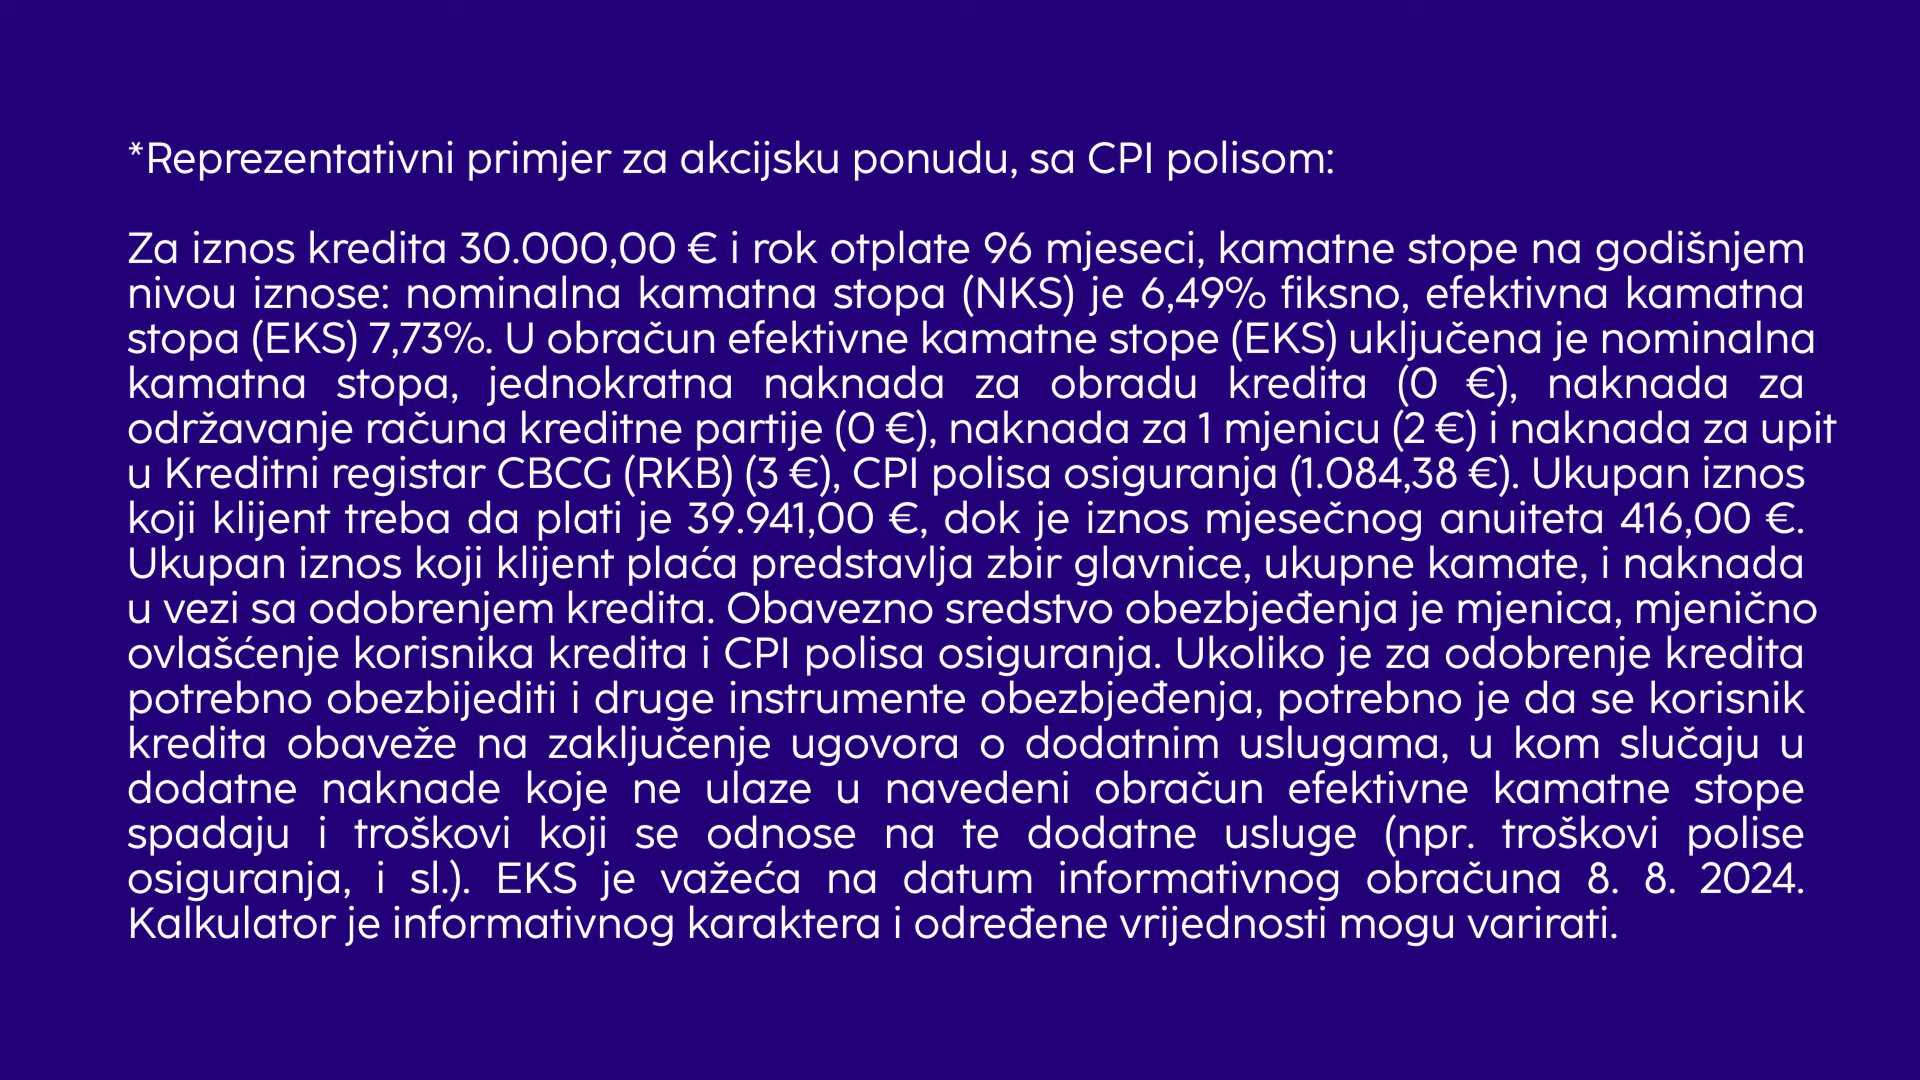 *Reprezentativni primjer za akcijsku ponudu, sa CPI polisom:
Za iznos kredita 30.000,00 € i rok otplate 96 mjeseci, kamatne stope na godišnjem
nivou iznose: nominalna kamatna stopa (NKS) je 6,49% fiksno, efektivna kamatna
stopa (EKS) 7,73%. U obračun efektivne kamatne stope (EKS) uključena je nominalna
kamatna stopa, jednokratna naknada za obradu kredita (0 €), naknada za
održavanje računa kreditne partije (0 €), naknada za 1 mjenicu (2 €) i naknada za upit
u Kreditni registar CBCG (RKB) (3 €), CPI polisa osiguranja (1.084,38 €). Ukupan iznos
koji klijent treba da plati je 39.941,00 €, dok je iznos mjesečnog anuiteta 416,00 €.
Ukupan iznos koji klijent plaća predstavlja zbir glavnice, ukupne kamate, i naknada
u vezi sa odobrenjem kredita. Obavezno sredstvo obezbjeđenja je mjenica, mjenično
ovlašćenje korisnika kredita i CPI polisa osiguranja. Ukoliko je za odobrenje kredita
potrebno obezbijediti i druge instrumente obezbjeđenja, potrebno je da se korisnik
kredita obaveže na zaključenje ugovora o dodatnim uslugama, u kom slučaju u
dodatne naknade koje ne ulaze u navedeni obračun efektivne kamatne stope
spadaju i troškovi koji se odnose na te dodatne usluge (npr. troškovi polise
osiguranja, i sl.). EKS je važeća na datum informativnog obračuna 8. 8. 2024.
Kalkulator je informativnog karaktera i određene vrijednosti mogu varirati.